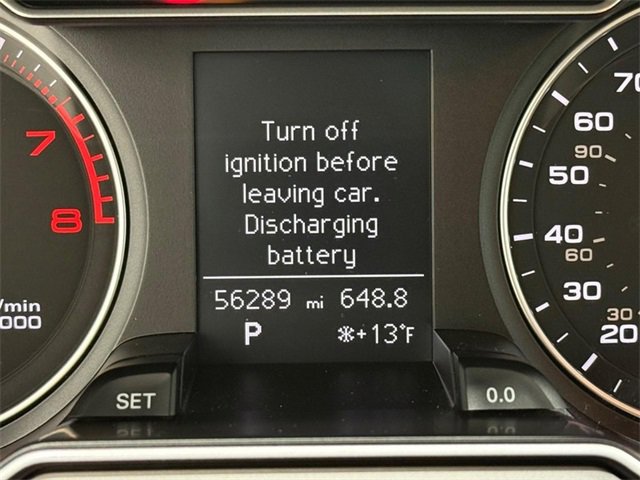 Turn off
ignition before
leaving car.
Discharging
battery
56289 mi 648.8
P ❄+13°F
SET
0.0
7
8
/min
000
70
60
90
50
40
60
30
30
20